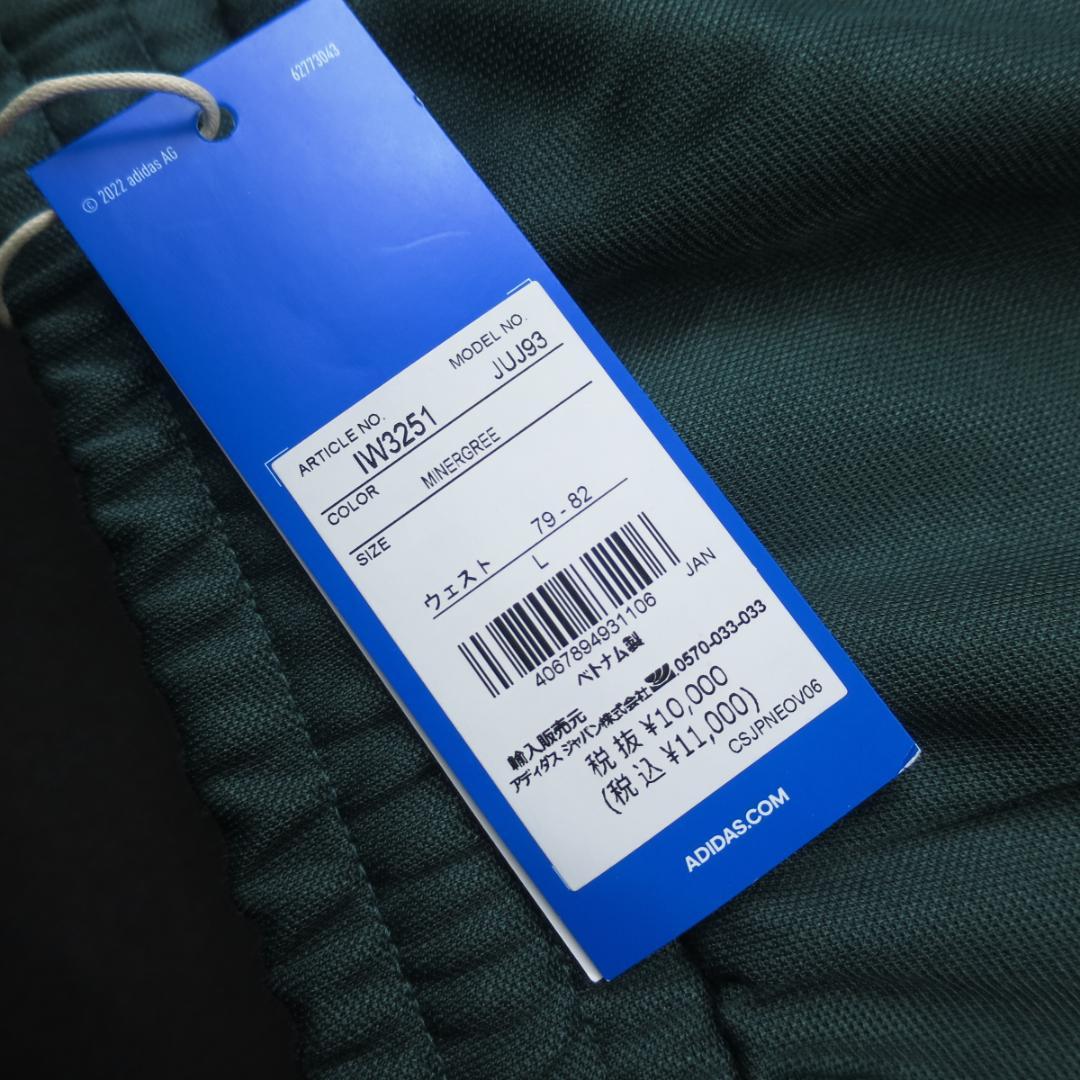 62773043
© 2022 adidas AG
ARTICLE NO. MODEL NO.
IW3251 JUJ93
COLOR MINERGREE
SIZE
ウェスト 79 - 82
L
JAN
4067894931106
ベトナム製
輸入販売元
アディダス ジャパン株式会社 0570-033-033
税抜 ¥10,000
(税込 ¥11,000)
CSJPNEOV06
ADIDAS.COM